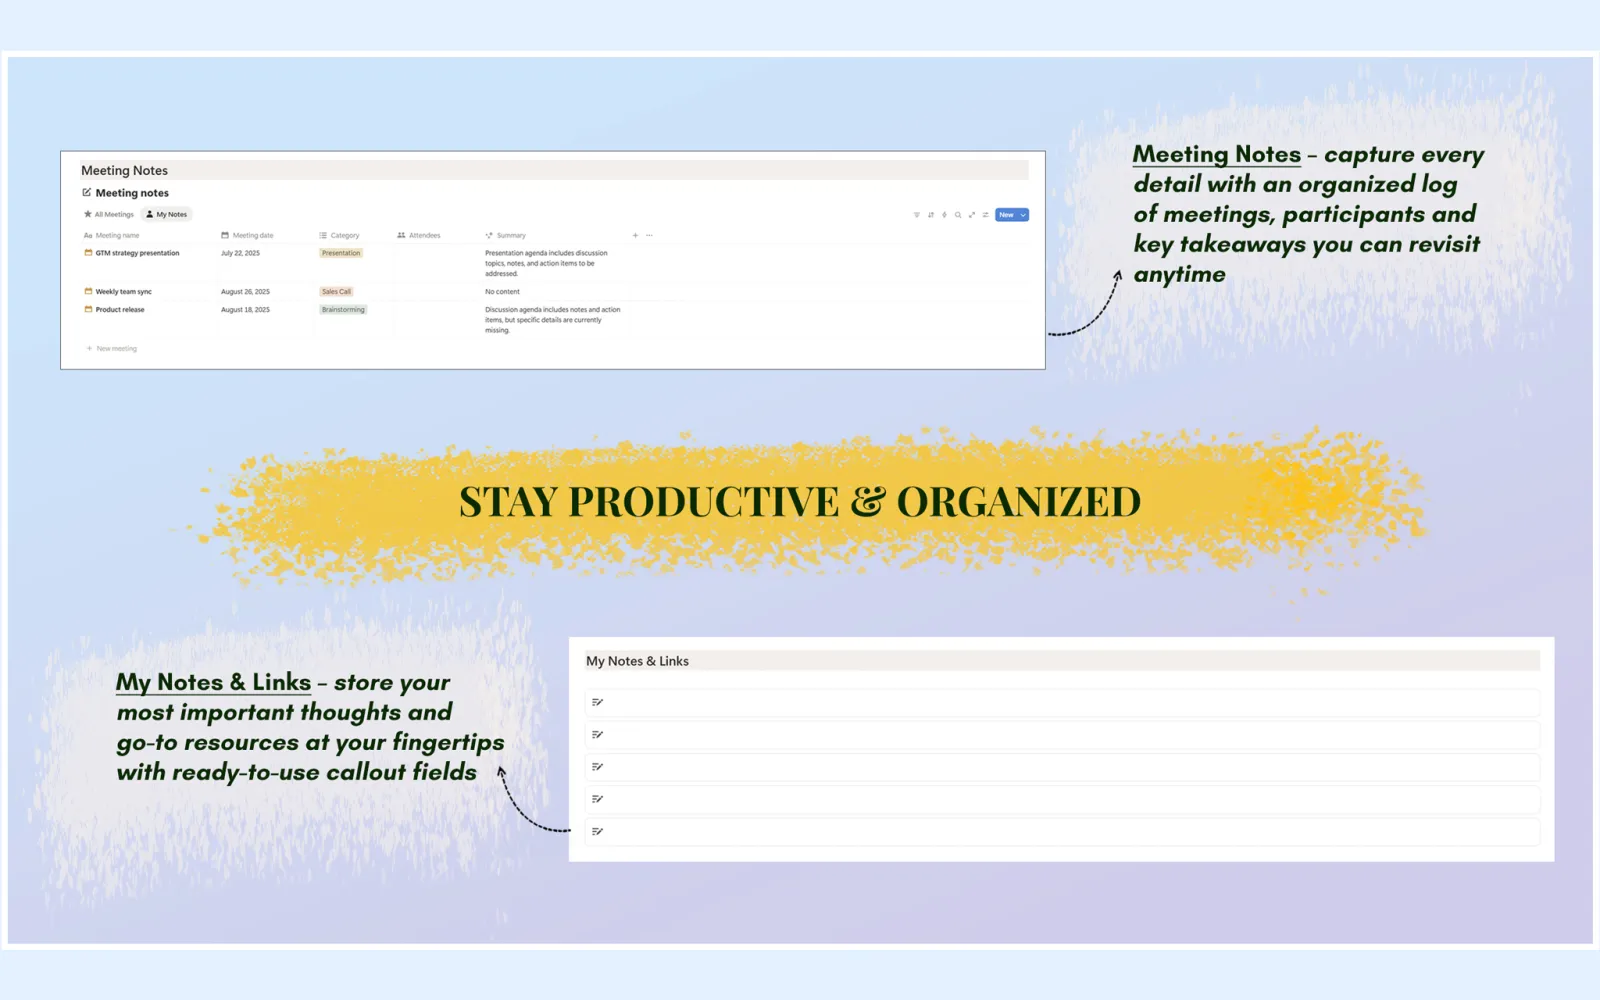 Meeting Notes
Meeting notes
All Meetings My Notes
New
Aa Meeting name Meeting date Category Attendees Summary
GTM strategy presentation July 22, 2025 Presentation Presentation agenda includes discussion
topics, notes, and action items to be
addressed.
Weekly team sync August 26, 2025 Sales Call No content
Product release August 18, 2025 Brainstorming Discussion agenda includes notes and action
items, but specific details are currently
missing.
+ New meeting
Meeting Notes – capture every
detail with an organized log
of meetings, participants and
key takeaways you can revisit
anytime
STAY PRODUCTIVE & ORGANIZED
My Notes & Links – store your
most important thoughts and
go-to resources at your fingertips
with ready-to-use callout fields
My Notes & Links